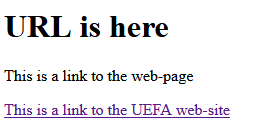 URL is here
This is a link to the web-page
This is a link to the UEFA web-site